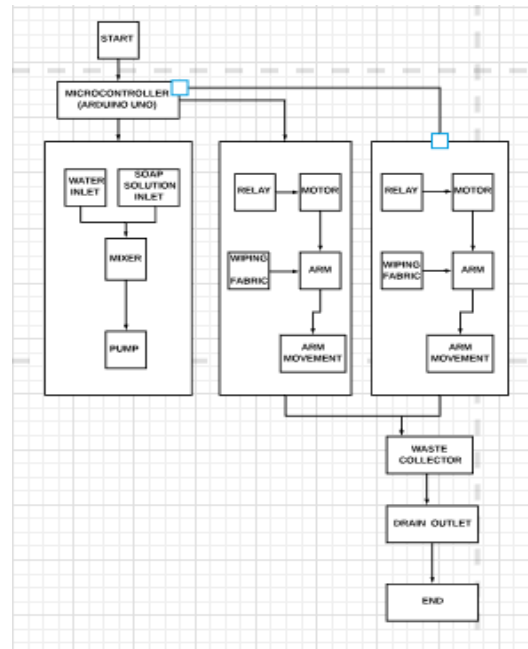 START
MICROCONTROLLER
(ARDUINO UNO)
WATER
INLET
SOAP
SOLUTION
INLET
MIXER
PUMP
RELAY
MOTOR
WIPING
FABRIC
ARM
ARM
MOVEMENT
RELAY
MOTOR
WIPING
FABRIC
ARM
ARM
MOVEMENT
WASTE
COLLECTOR
DRAIN OUTLET
END